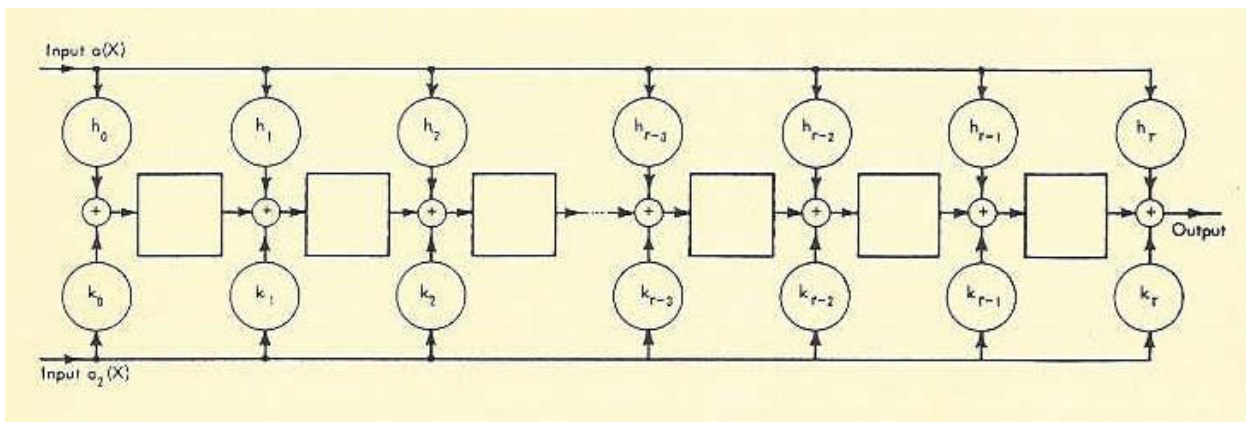 Input a(X)
h₀ h₁ h₂ hᵣ₋₃ hᵣ₋₂ hᵣ₋₁ hᵣ
+ + + + + + +
Output
k₀ k₁ k₂ kᵣ₋₃ kᵣ₋₂ kᵣ₋₁ kᵣ
Input a₂(X)